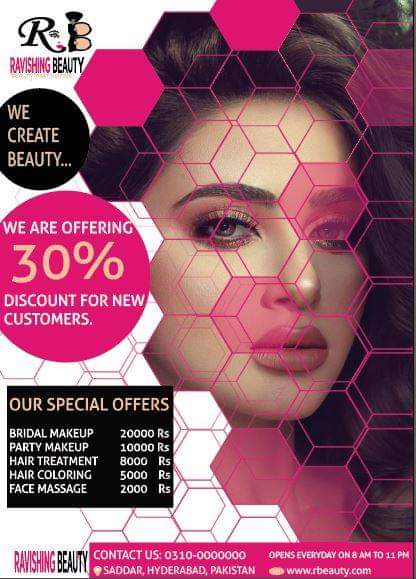 R B
RAVISHING BEAUTY
WE
CREATE
BEAUTY...
WE ARE OFFERING
30%
DISCOUNT FOR NEW
CUSTOMERS.
OUR SPECIAL OFFERS
BRIDAL MAKEUP 20000 Rs
PARTY MAKEUP 10000 Rs
HAIR TREATMENT 8000 Rs
HAIR COLORING 5000 Rs
FACE MASSAGE 2000 Rs
RAVISHING BEAUTY
CONTACT US: 0310-0000000
OPENS EVERYDAY ON 8 AM TO 11 PM
SADDAR, HYDERABAD, PAKISTAN
www.rbeauty.com